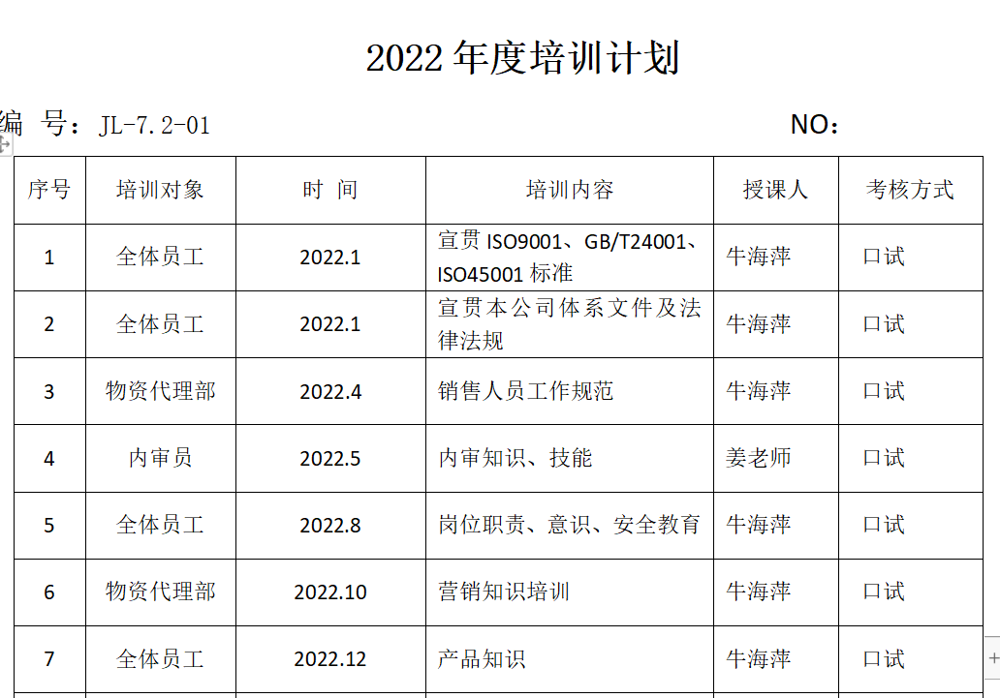 2022 年度培训计划
编 号：JL-7.2-01 NO：
序号 培训对象 时 间 培训内容 授课人 考核方式
1 全体员工 2022.1 宣贯 ISO9001、GB/T24001、 牛海萍 口试
ISO45001 标准
2 全体员工 2022.1 宣贯本公司体系文件及法 牛海萍 口试
律法规
3 物资代理部 2022.4 销售人员工作规范 牛海萍 口试
4 内审员 2022.5 内审知识、技能 姜老师 口试
5 全体员工 2022.8 岗位职责、意识、安全教育 牛海萍 口试
6 物资代理部 2022.10 营销知识培训 牛海萍 口试
7 全体员工 2022.12 产品知识 牛海萍 口试